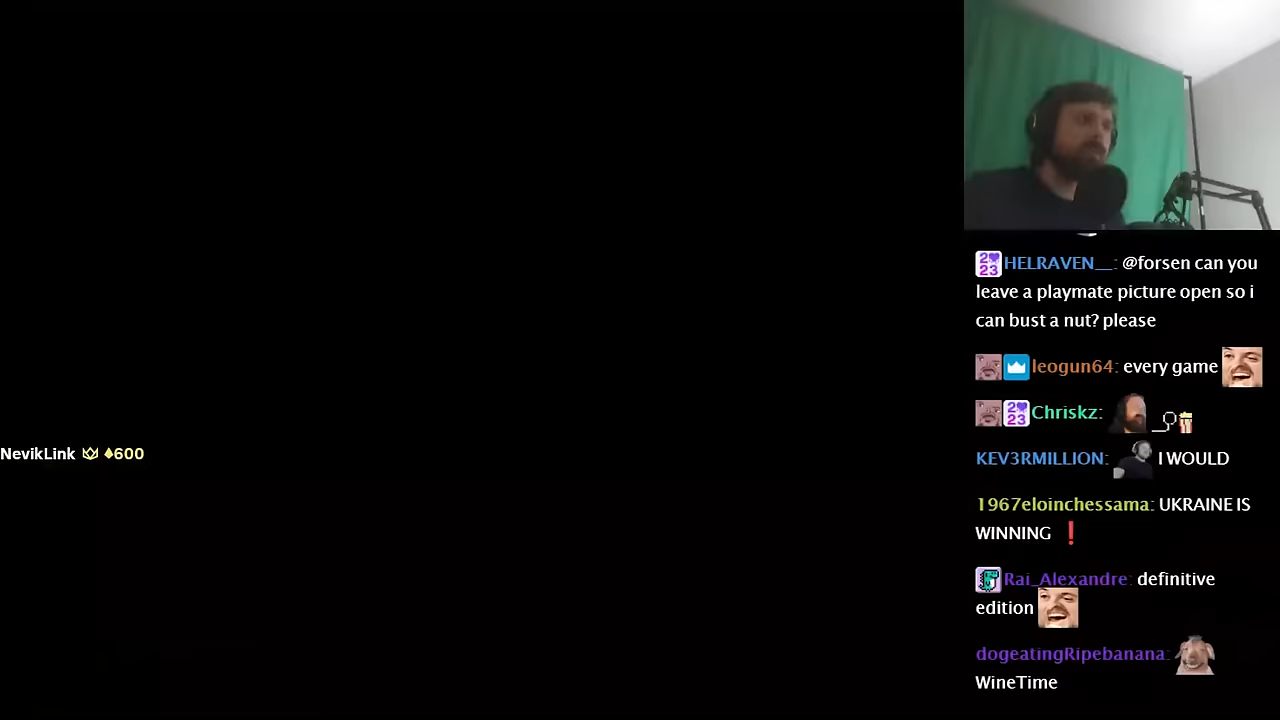 HELRAVEN__: @forsen can you
leave a playmate picture open so i
can bust a nut? please
leogun64: every game
Chriskz:
KEV3RMILLION: I WOULD
NevikLink 600
1967eloinchessama: UKRAINE IS
WINNING ❗
Rai_Alexandre: definitive
edition
dogeatingRipebanana:
WineTime